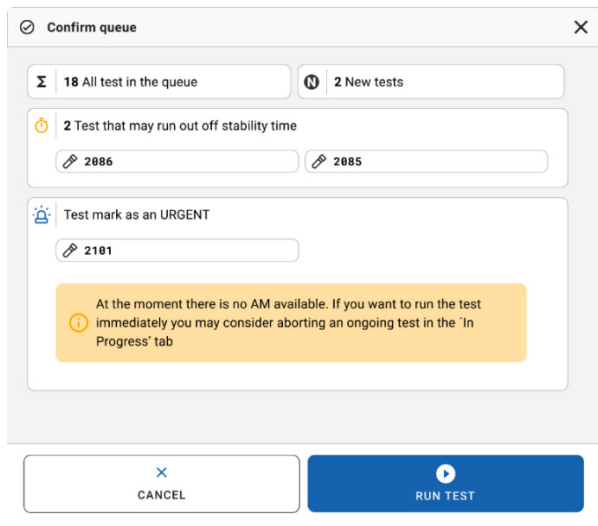 Confirm queue
Σ 18 All test in the queue
N 2 New tests
2 Test that may run out off stability time
2086
2085
Test mark as an URGENT
2101
At the moment there is no AM available. If you want to run the test
immediately you may consider aborting an ongoing test in the ´In
Progress’ tab
CANCEL
RUN TEST